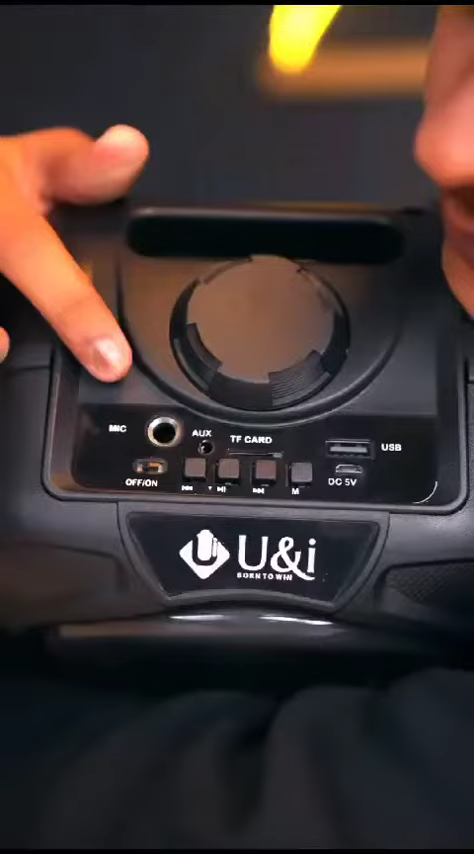 MIC
AUX
TF CARD
USB
OFF/ON
M
DC 5V
U&i
BORN TO WIN